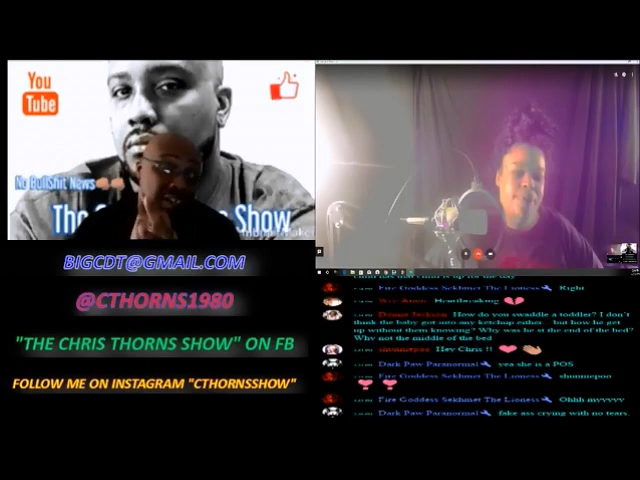 You
Tube
No Bullshit News
The
Show
BIGCDT@GMAIL.COM
@CTHORNS1980
"THE CHRIS THORNS SHOW" ON FB
FOLLOW ME ON INSTAGRAM "CTHORNSSHOW"
Fire Goddess Sekhmet The Lioness Right
Heartbreaking
Donna Jackson How do you swaddle a toddler? I don't
think the baby got into any ketchup either. but how he get
up without them knowing? Why was he at the end of the bed?
Why not the middle of the bed
shunnepoo Hey Chris !!
Dark Paw Paranormal yea she is a POS
Fire Goddess Sekhmet The Lioness shunnepoo
Fire Goddess Sekhmet The Lioness Ohhh myyyyy
Dark Paw Paranormal fake ass crying with no tears.